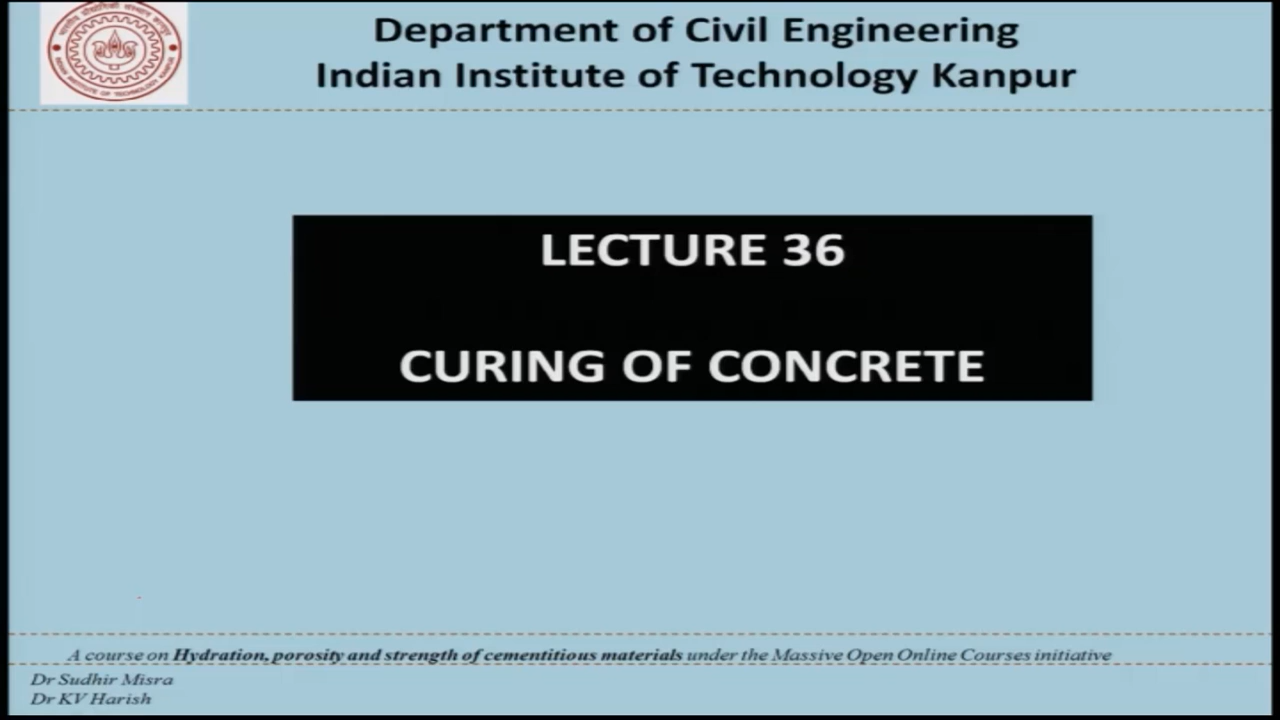 Department of Civil Engineering
Indian Institute of Technology Kanpur
LECTURE 36
CURING OF CONCRETE
A course on Hydration, porosity and strength of cementitious materials under the Massive Open Online Courses initiative
Dr Sudhir Misra
Dr KV Harish